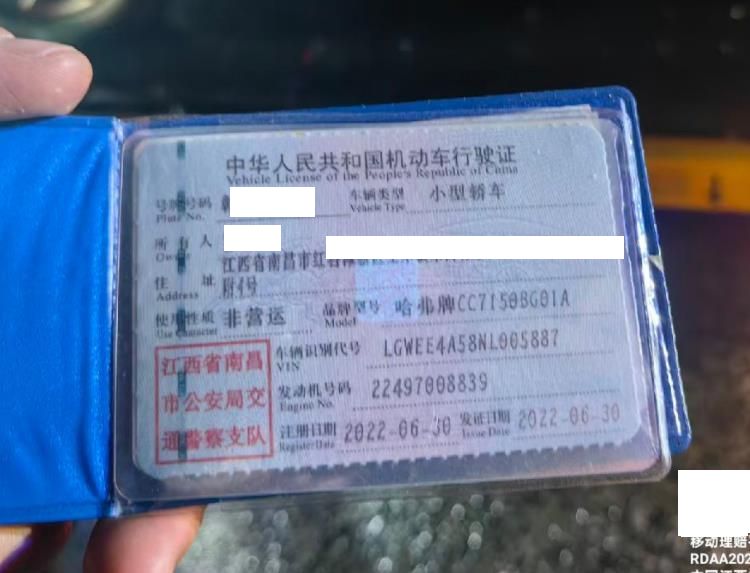 中华人民共和国机动车行驶证
Vehicle License of the People's Republic of China
号牌号码 车辆类型 小型轿车
Plate No. Vehicle Type
所有人
Owner
江西省南昌市红
住址 附4号
Address
使用性质 非营运 品牌型号 哈弗牌CC7150BG01A
Use Character Model
车辆识别代号 LGWEE4A58NL005887
VIN
发动机号码 22497008839
Engine No.
注册日期 2022-06-30 发证日期 2022-06-30
Register Date Issue Date
江西省南昌
市公安局交
通警察支队
移动理赔
RDAA202